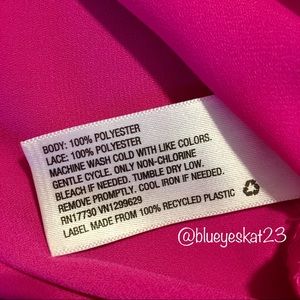 BODY: 100% POLYESTER
LACE: 100% POLYESTER
MACHINE WASH COLD WITH LIKE COLORS.
GENTLE CYCLE. ONLY NON-CHLORINE
BLEACH IF NEEDED. TUMBLE DRY LOW.
REMOVE PROMPTLY. COOL IRON IF NEEDED.
RN17730 VN1299629
LABEL MADE FROM 100% RECYCLED PLASTIC
@blueyeskat23